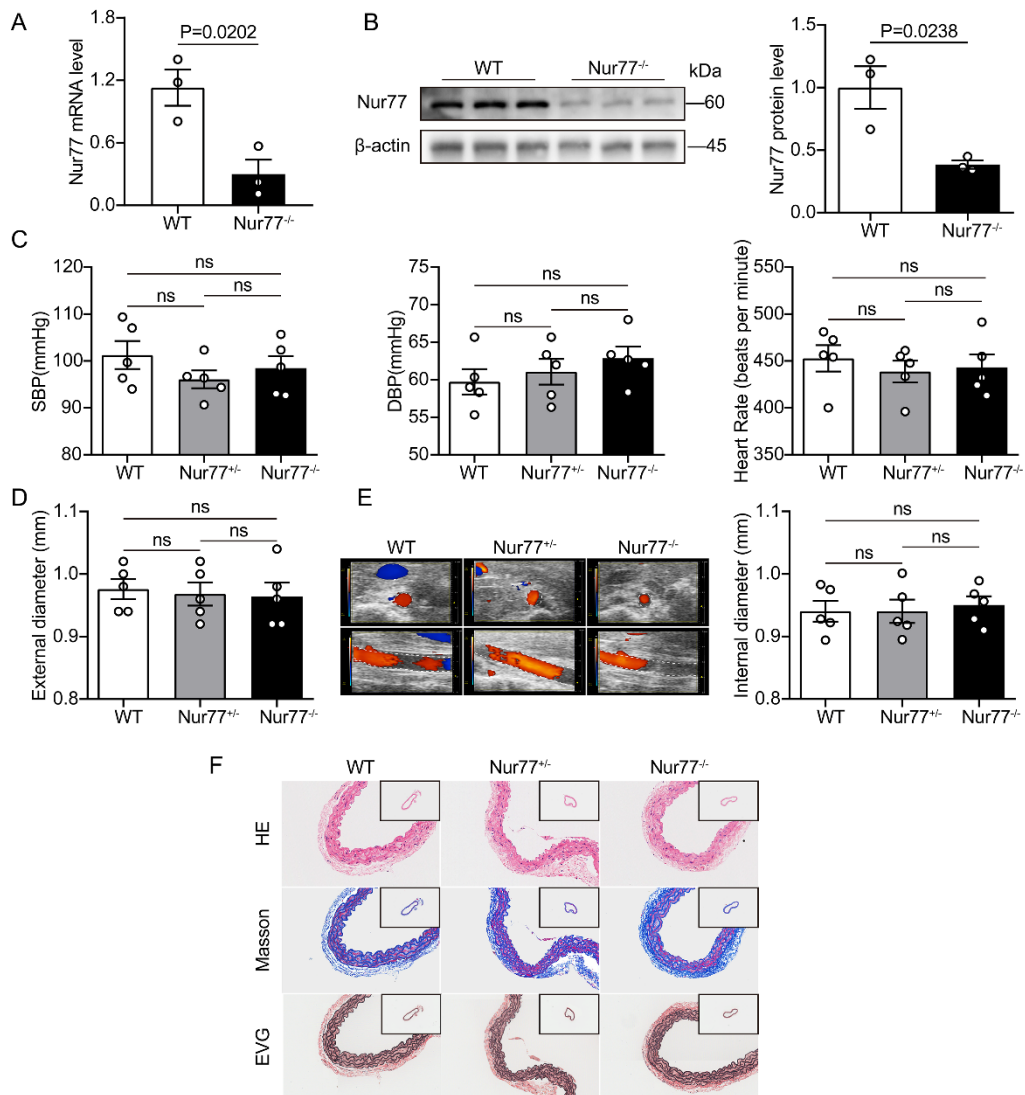 A
Nur77 mRNA level
1.8
1.2
0.6
0.0
P=0.0202
WT
Nur77-/-
B
WT
Nur77-/-
kDa
Nur77
60
β-actin
45
Nur77 protein level
1.5
1.0
0.5
0.0
P=0.0238
WT
Nur77-/-
C
SBP(mmHg)
120
110
100
90
80
ns
ns
ns
WT
Nur77+/-
Nur77-/-
DBP(mmHg)
75
70
65
60
55
50
ns
ns
ns
WT
Nur77+/-
Nur77-/-
Heart Rate (beats per minute)
550
500
450
400
350
ns
ns
ns
WT
Nur77+/-
Nur77-/-
D
External diameter (mm)
1.1
1.0
0.9
0.8
ns
ns
ns
WT
Nur77+/-
Nur77-/-
E
WT
Nur77+/-
Nur77-/-
Internal diameter (mm)
1.1
1.0
0.9
0.8
ns
ns
ns
WT
Nur77+/-
Nur77-/-
F
WT
Nur77+/-
Nur77-/-
HE
Masson
EVG